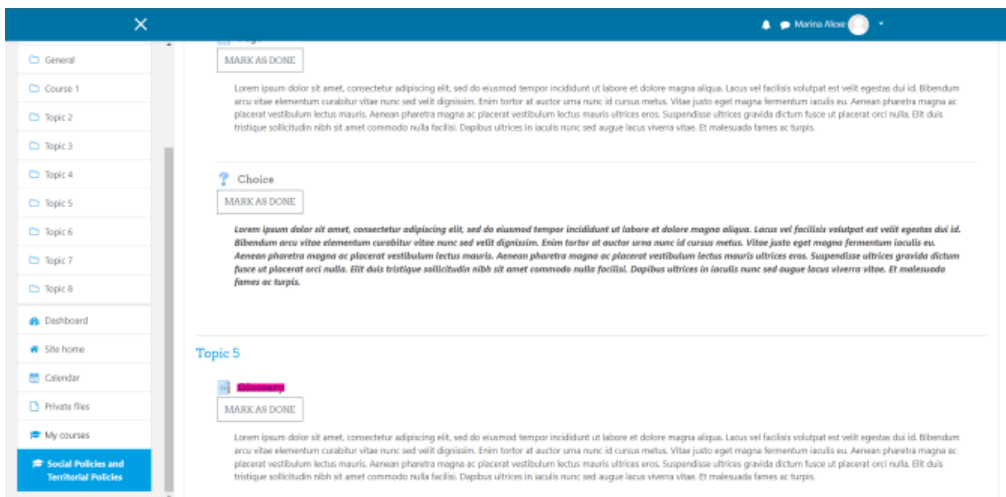 Marina Alexe
General
Course 1
Topic 2
Topic 3
Topic 4
Topic 5
Topic 6
Topic 7
Topic 8
Dashboard
Site home
Calendar
Private files
My courses
Social Policies and
Territorial Policies
MARK AS DONE
Lorem ipsum dolor sit amet, consectetur adipiscing elit, sed do eiusmod tempor incididunt ut labore et dolore magna aliqua. Lacus vel facilisis volutpat est velit egestas dui id. Bibendum
arcu vitae elementum curabitur vitae nunc sed velit dignissim. Enim tortor at auctor urna nunc id cursus metus. Vitae justo eget magna fermentum iaculis eu. Aenean pharetra magna ac
placerat vestibulum lectus mauris. Aenean pharetra magna ac placerat vestibulum lectus mauris ultrices eros. Suspendisse ultrices gravida dictum fusce ut placerat orci nulla. Elit duis
tristique sollicitudin nibh sit amet commodo nulla facilisi. Dapibus ultrices in iaculis nunc sed augue lacus viverra vitae. Et malesuada fames ac turpis.
Choice
MARK AS DONE
Lorem ipsum dolor sit amet, consectetur adipiscing elit, sed do eiusmod tempor incididunt ut labore et dolore magna aliqua. Lacus vel facilisis volutpat est velit egestas dui id.
Bibendum arcu vitae elementum curabitur vitae nunc sed velit dignissim. Enim tortor at auctor urna nunc id cursus metus. Vitae justo eget magna fermentum iaculis eu.
Aenean pharetra magna ac placerat vestibulum lectus mauris. Aenean pharetra magna ac placerat vestibulum lectus mauris ultrices eros. Suspendisse ultrices gravida dictum
fusce ut placerat orci nulla. Elit duis tristique sollicitudin nibh sit amet commodo nulla facilisi. Dapibus ultrices in iaculis nunc sed augue lacus viverra vitae. Et malesuada
fames ac turpis.
Topic 5
Glossary
MARK AS DONE
Lorem ipsum dolor sit amet, consectetur adipiscing elit, sed do eiusmod tempor incididunt ut labore et dolore magna aliqua. Lacus vel facilisis volutpat est velit egestas dui id. Bibendum
arcu vitae elementum curabitur vitae nunc sed velit dignissim. Enim tortor at auctor urna nunc id cursus metus. Vitae justo eget magna fermentum iaculis eu. Aenean pharetra magna ac
placerat vestibulum lectus mauris. Aenean pharetra magna ac placerat vestibulum lectus mauris ultrices eros. Suspendisse ultrices gravida dictum fusce ut placerat orci nulla. Elit duis
tristique sollicitudin nibh sit amet commodo nulla facilisi. Dapibus ultrices in iaculis nunc sed augue lacus viverra vitae. Et malesuada fames ac turpis.